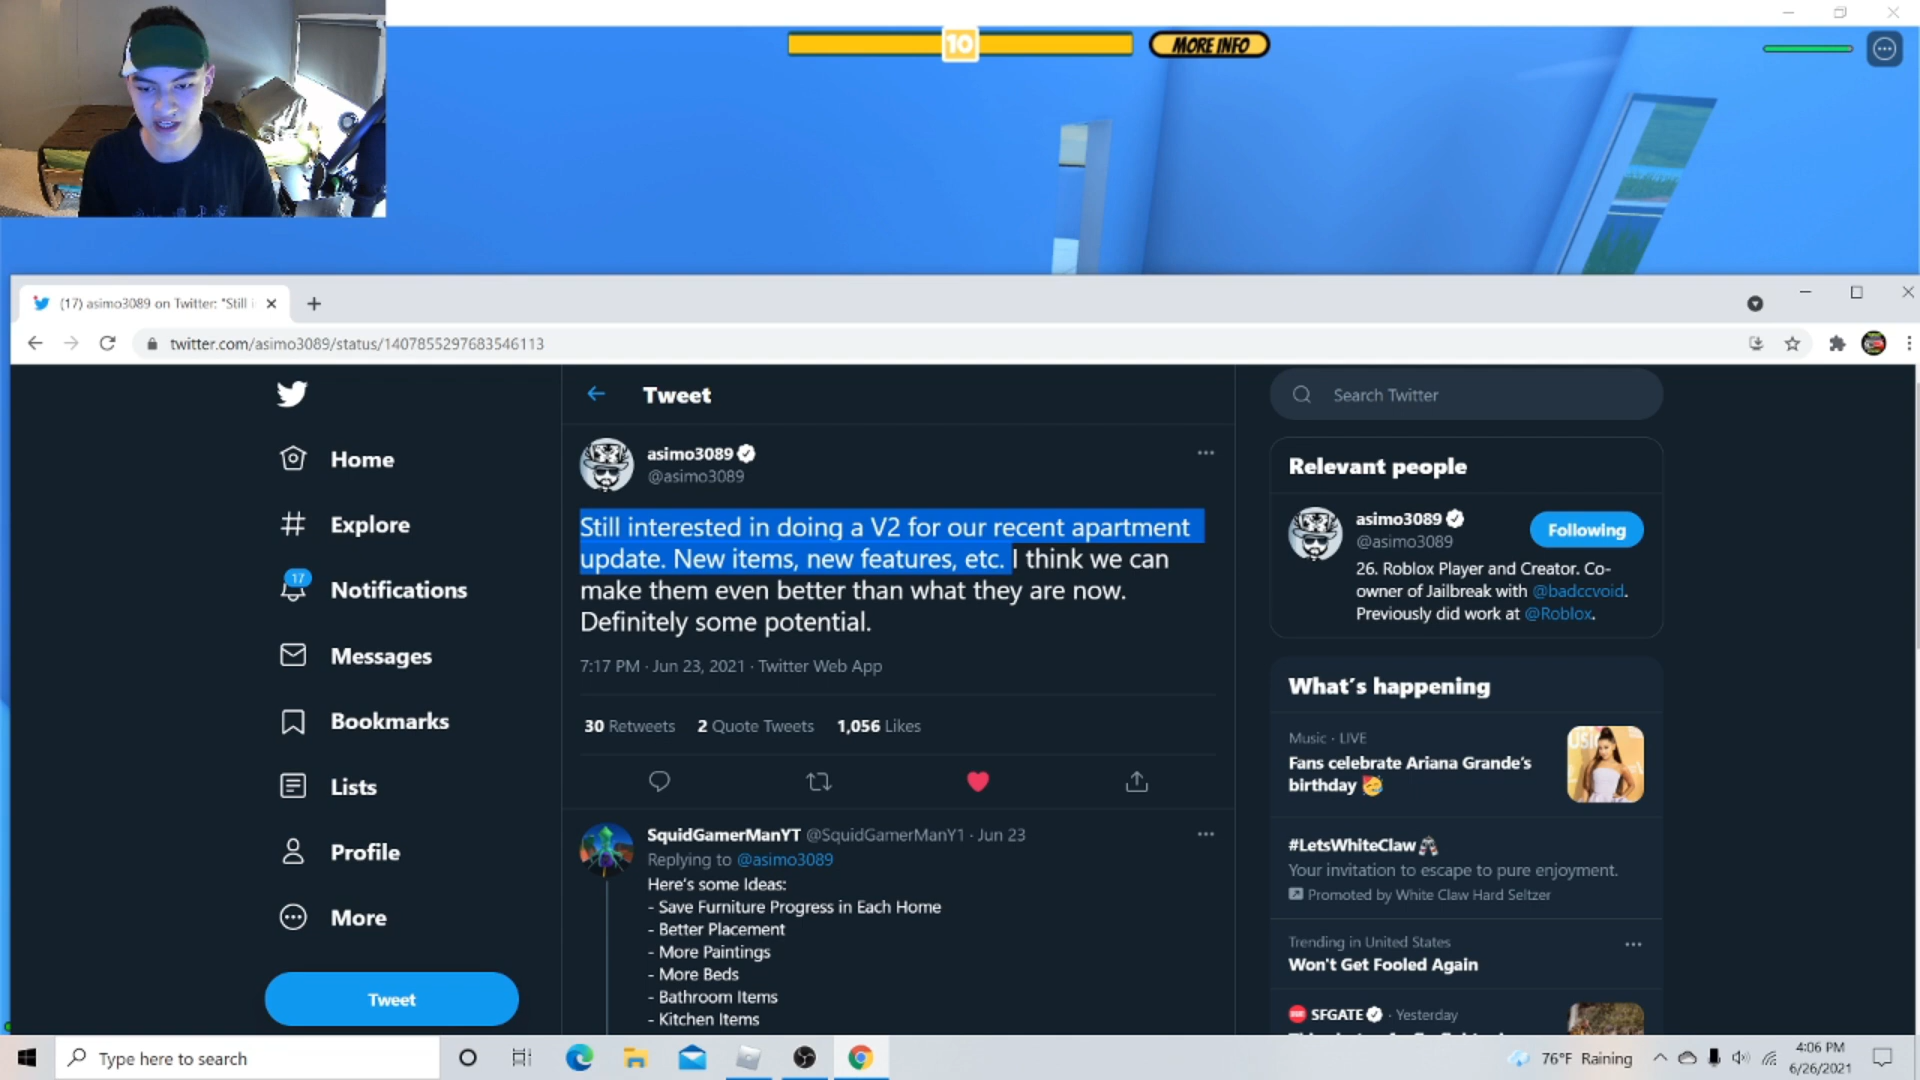 10
MORE INFO
(17) asimo3089 on Twitter: "Still i
twitter.com/asimo3089/status/1407855297683546113
Home
Explore
17
Notifications
Messages
Bookmarks
Lists
Profile
More
Tweet
Tweet
asimo3089
@asimo3089
Still interested in doing a V2 for our recent apartment
update. New items, new features, etc. I think we can
make them even better than what they are now.
Definitely some potential.
7:17 PM · Jun 23, 2021 · Twitter Web App
30 Retweets 2 Quote Tweets 1,056 Likes
SquidGamerManYT @SquidGamerManY1 · Jun 23
Replying to @asimo3089
Here's some Ideas:
- Save Furniture Progress in Each Home
- Better Placement
- More Paintings
- More Beds
- Bathroom Items
- Kitchen Items
Search Twitter
Relevant people
asimo3089
@asimo3089
Following
26. Roblox Player and Creator. Co-
owner of Jailbreak with @badccvoid.
Previously did work at @Roblox.
What's happening
Music · LIVE
Fans celebrate Ariana Grande's
birthday
#LetsWhiteClaw
Your invitation to escape to pure enjoyment.
Promoted by White Claw Hard Seltzer
Trending in United States
Won't Get Fooled Again
SFGATE · Yesterday
Type here to search
76°F Raining
4:06 PM
6/26/2021